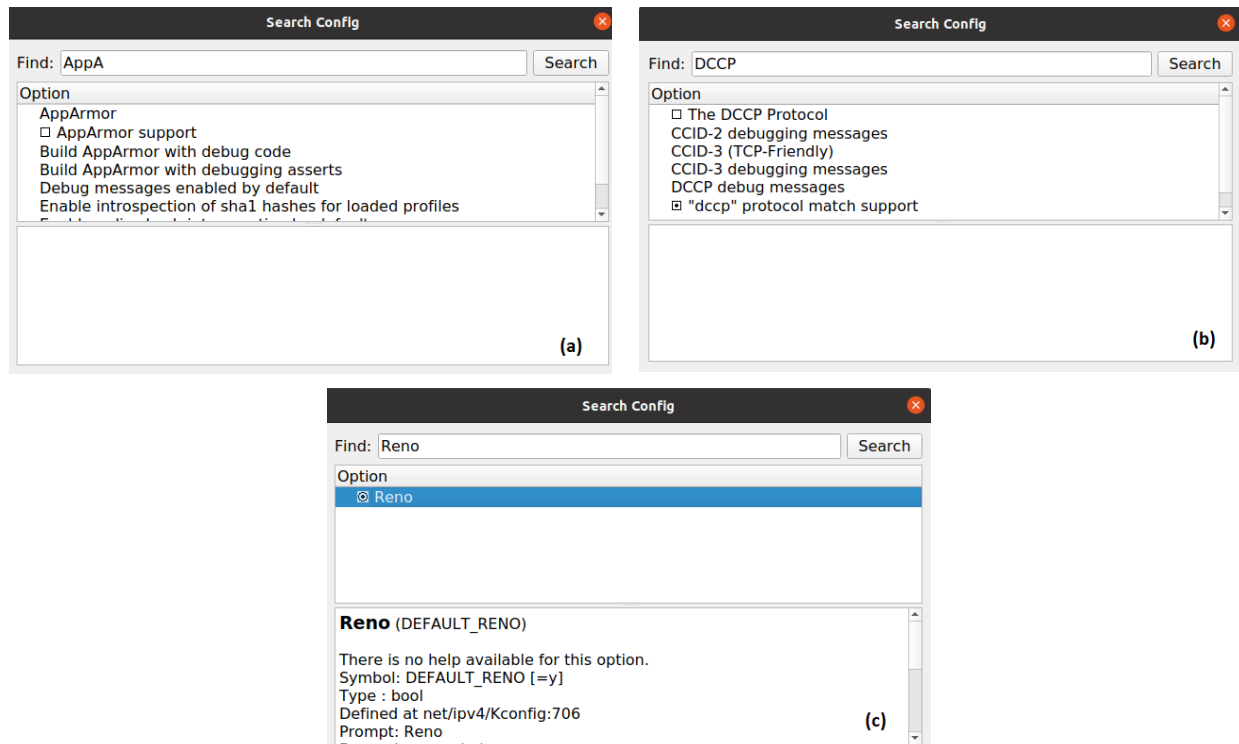 Search Config
Find: AppA Search
Option
AppArmor
AppArmor support
Build AppArmor with debug code
Build AppArmor with debugging asserts
Debug messages enabled by default
Enable introspection of sha1 hashes for loaded profiles
(a)
Search Config
Find: DCCP Search
Option
The DCCP Protocol
CCID-2 debugging messages
CCID-3 (TCP-Friendly)
CCID-3 debugging messages
DCCP debug messages
"dccp" protocol match support
(b)
Search Config
Find: Reno Search
Option
Reno
Reno (DEFAULT_RENO)
There is no help available for this option.
Symbol: DEFAULT_RENO [=y]
Type : bool
Defined at net/ipv4/Kconfig:706
Prompt: Reno
(c)